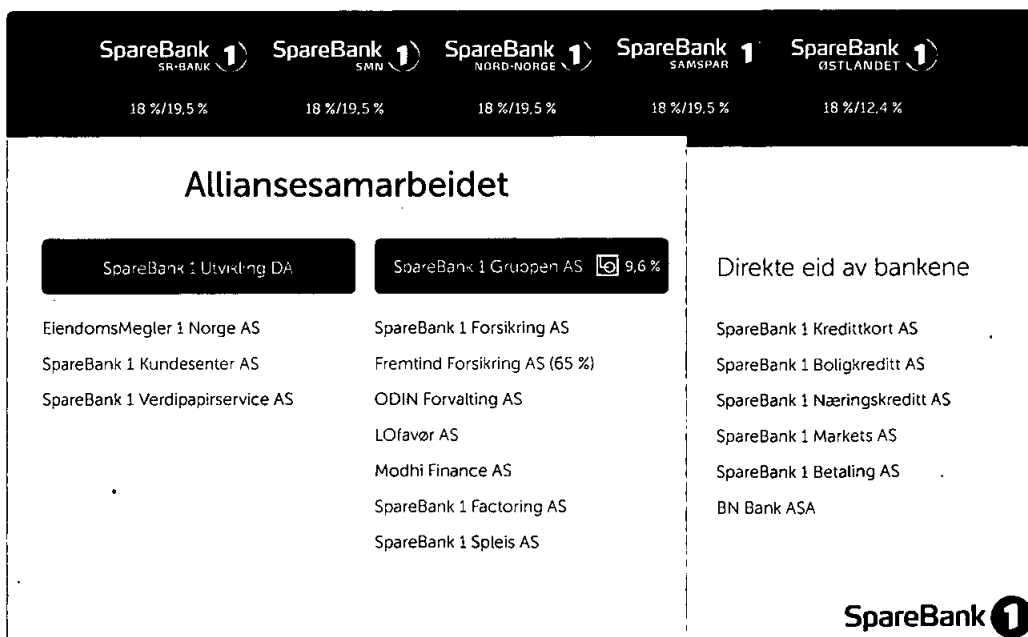 SpareBank 1
SR-BANK
SpareBank 1
SMN
SpareBank 1
NORD-NORGE
SpareBank 1
SAMSPAR
SpareBank 1
ØSTLANDET
18 %/19,5 %
18 %/19,5 %
18 %/19,5 %
18 %/19,5 %
18 %/12,4 %
Alliansesamarbeidet
SpareBank 1 Utvikling DA
EiendomsMegler 1 Norge AS
SpareBank 1 Kundesenter AS
SpareBank 1 Verdipapirservice AS
SpareBank 1 Gruppen AS LO 9,6 %
SpareBank 1 Forsikring AS
Fremtind Forsikring AS (65 %)
ODIN Forvalting AS
LOfavør AS
Modhi Finance AS
SpareBank 1 Factoring AS
SpareBank 1 Spleis AS
Direkte eid av bankene
SpareBank 1 Kredittkort AS
SpareBank 1 Boligkreditt AS
SpareBank 1 Næringskreditt AS
SpareBank 1 Markets AS
SpareBank 1 Betaling AS
BN Bank ASA
SpareBank 1